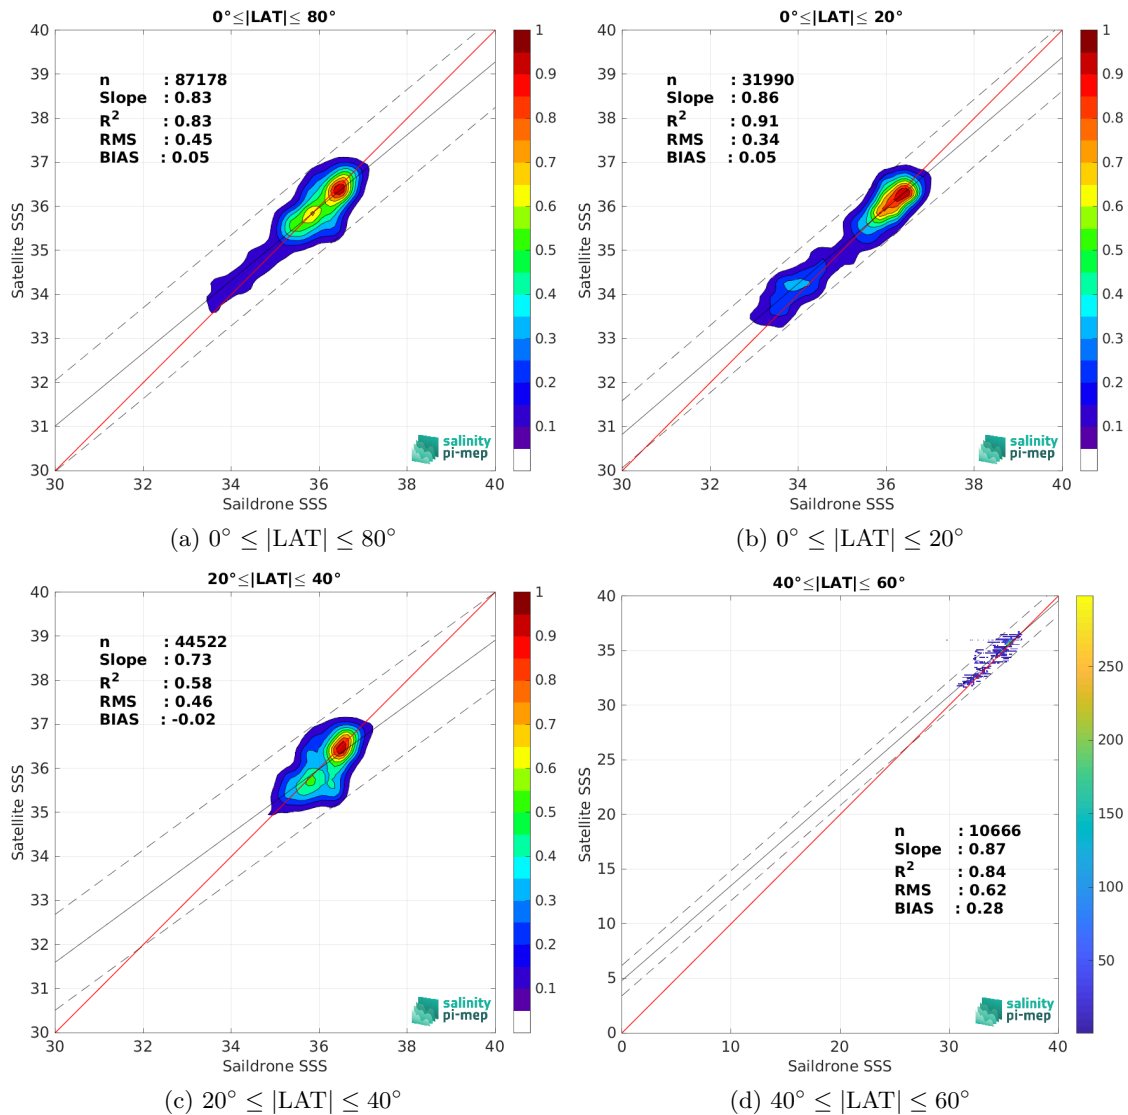 0°≤|LAT|≤ 80°
40
39
38
37
36
35
34
33
32
31
30
30 32 34 36 38 40
Satellite SSS
Saildrone SSS
n : 87178
Slope : 0.83
R² : 0.83
RMS : 0.45
BIAS : 0.05
1
0.9
0.8
0.7
0.6
0.5
0.4
0.3
0.2
0.1
salinity
pi-mep
(a) 0° ≤ |LAT| ≤ 80°
0°≤|LAT|≤ 20°
40
39
38
37
36
35
34
33
32
31
30
30 32 34 36 38 40
Satellite SSS
Saildrone SSS
n : 31990
Slope : 0.86
R² : 0.91
RMS : 0.34
BIAS : 0.05
1
0.9
0.8
0.7
0.6
0.5
0.4
0.3
0.2
0.1
salinity
pi-mep
(b) 0° ≤ |LAT| ≤ 20°
20°≤|LAT|≤ 40°
40
39
38
37
36
35
34
33
32
31
30
30 32 34 36 38 40
Satellite SSS
Saildrone SSS
n : 44522
Slope : 0.73
R² : 0.58
RMS : 0.46
BIAS : -0.02
1
0.9
0.8
0.7
0.6
0.5
0.4
0.3
0.2
0.1
salinity
pi-mep
(c) 20° ≤ |LAT| ≤ 40°
40°≤|LAT|≤ 60°
40
35
30
25
20
15
10
5
0
0 10 20 30 40
Satellite SSS
Saildrone SSS
n : 10666
Slope : 0.87
R² : 0.84
RMS : 0.62
BIAS : 0.28
250
200
150
100
50
salinity
pi-mep
(d) 40° ≤ |LAT| ≤ 60°